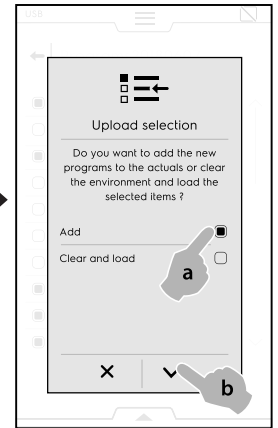 USB
Upload selection
Do you want to add the new
programs to the actuals or clear
the environment and load the
selected items ?
Add
Clear and load
a
b